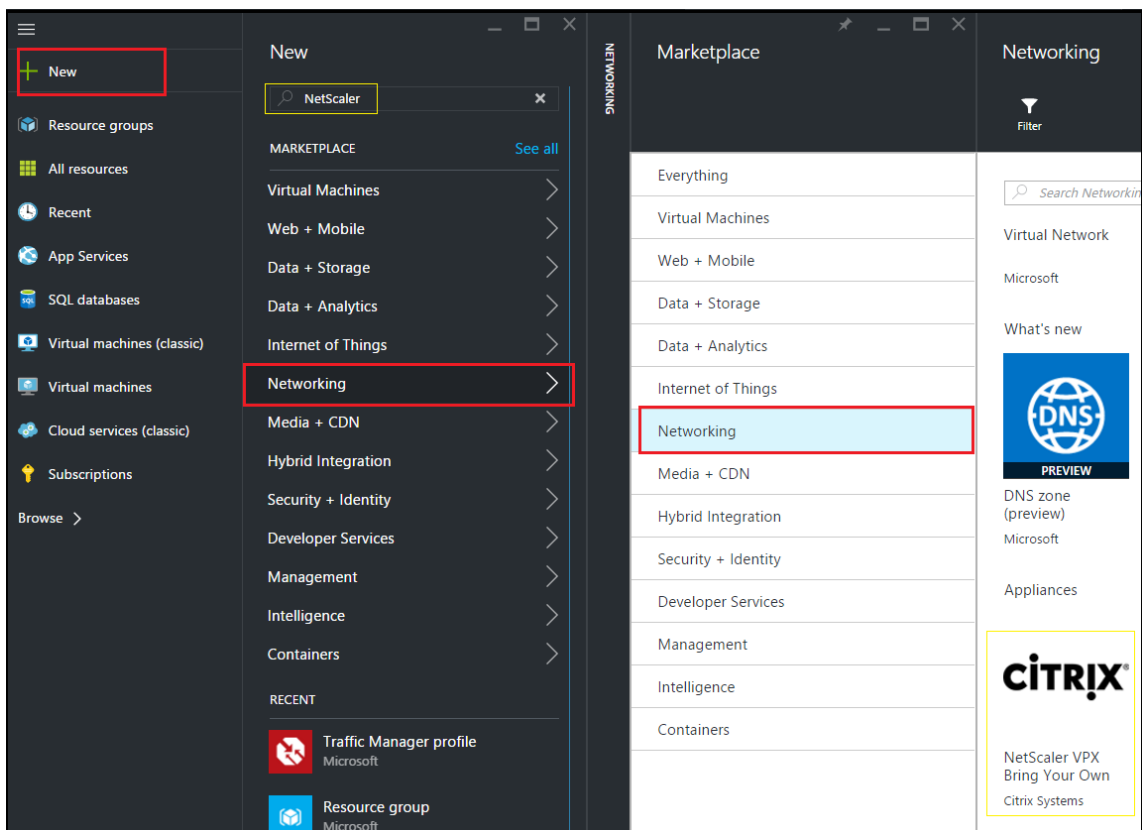 New
Resource groups
All resources
Recent
App Services
SQL databases
Virtual machines (classic)
Virtual machines
Cloud services (classic)
Subscriptions
Browse
New
NetScaler
MARKETPLACE
See all
Virtual Machines
Web + Mobile
Data + Storage
Data + Analytics
Internet of Things
Networking
Media + CDN
Hybrid Integration
Security + Identity
Developer Services
Management
Intelligence
Containers
RECENT
Traffic Manager profile
Microsoft
Resource group
Microsoft
NETWORKING
Marketplace
Everything
Virtual Machines
Web + Mobile
Data + Storage
Data + Analytics
Internet of Things
Networking
Media + CDN
Hybrid Integration
Security + Identity
Developer Services
Management
Intelligence
Containers
Networking
Filter
Search Networkin
Virtual Network
Microsoft
What's new
DNS
PREVIEW
DNS zone
(preview)
Microsoft
Appliances
CİTRIX
NetScaler VPX
Bring Your Own
Citrix Systems